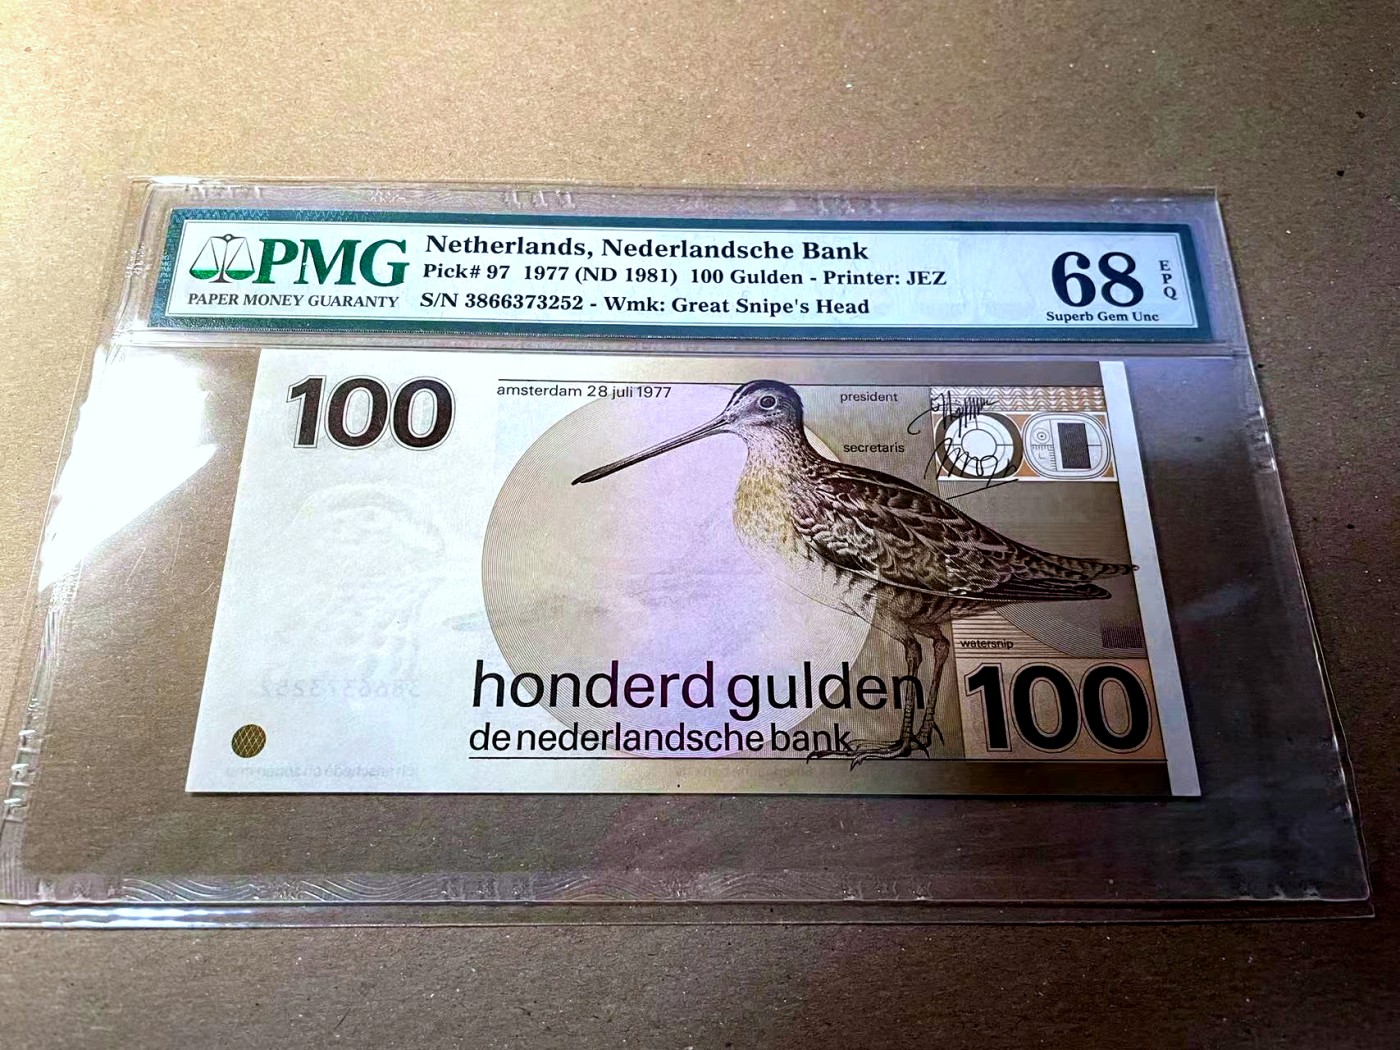 PMG
PAPER MONEY GUARANTY
Netherlands, Nederlandsche Bank
Pick# 97 1977 (ND 1981) 100 Gulden - Printer: JEZ
S/N 3866373252 - Wmk: Great Snipe's Head
68
EPQ
Superb Gem Unc
100
amsterdam 28 juli 1977
president
secretaris
watersnip
honderd gulden
100
de nederlandsche bank
3866373252